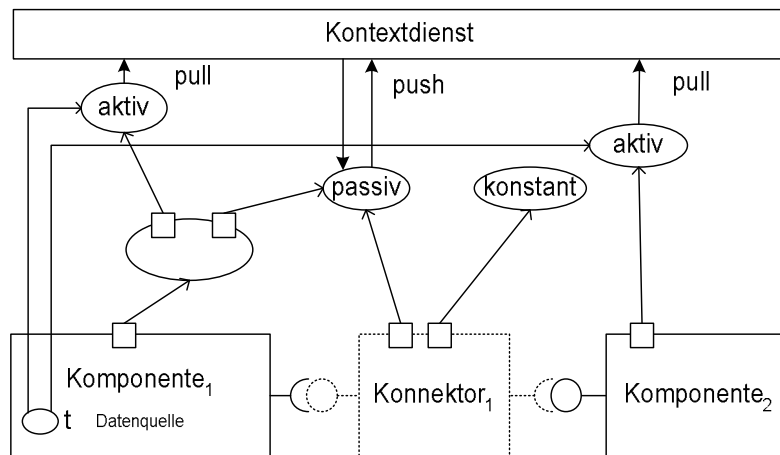 Kontextdienst
pull
push
pull
aktiv
aktiv
passiv
konstant
Komponente₁
Konnektor₁
Komponente₂
t Datenquelle